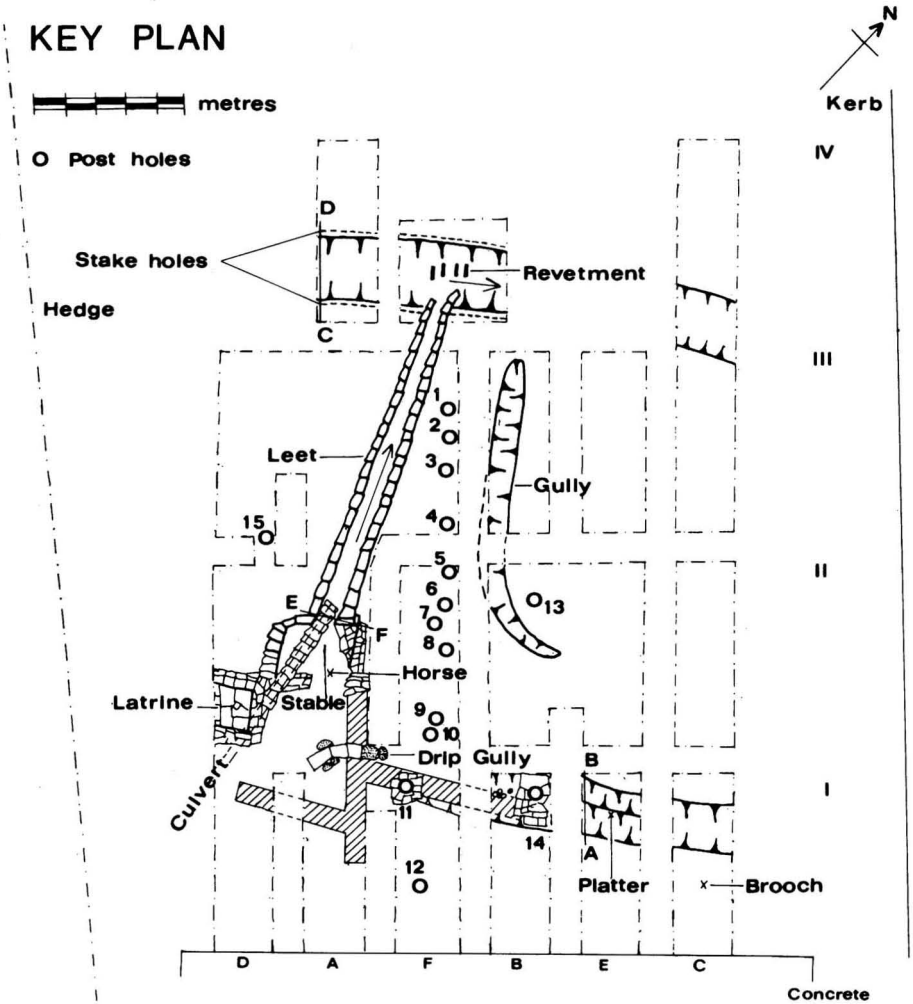 N
KEY PLAN
metres
Kerb
O Post holes
IV
D
Stake holes
Revetment
Hedge
C
III
1
2
3
Leet
Gully
4
15
5
II
6
13
7
E
F
8
Horse
Latrine
Stable
9
10
Drip Gully
B
Culvert
I
11
14
A
12
Platter
Brooch
D A F B E C
Concrete